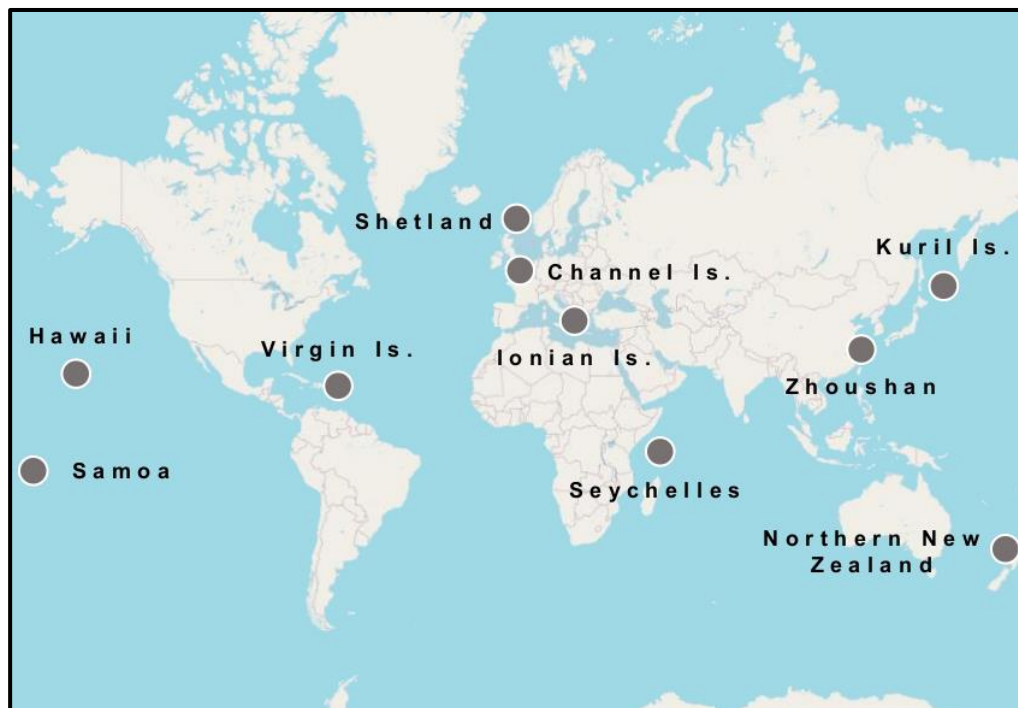 Shetland
Kuril Is.
Channel Is.
Hawaii
Virgin Is.
Ionian Is.
Zhoushan
Samoa
Seychelles
Northern New
Zealand